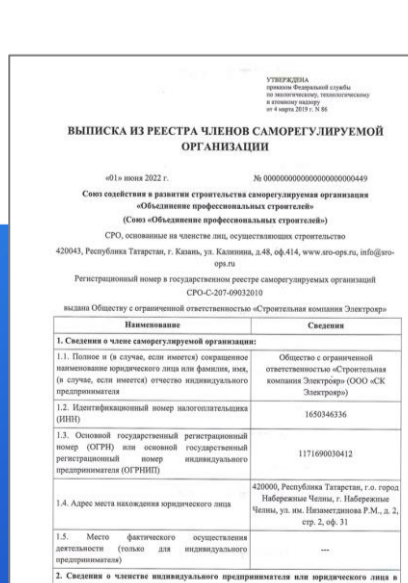 УТВЕРЖДЕНА
приказом Федеральной службы
по экологическому, технологическому
и атомному надзору
от 4 марта 2019 г. N 86
ВЫПИСКА ИЗ РЕЕСТРА ЧЛЕНОВ САМОРЕГУЛИРУЕМОЙ
ОРГАНИЗАЦИИ
«01» июня 2022 г. № 0000000000000000000000449
Союз содействия в развитии строительства саморегулируемая организация
«Объединение профессиональных строителей»
(Союз «Объединение профессиональных строителей»)
СРО, основанные на членстве лиц, осуществляющих строительство
420043, Республика Татарстан, г. Казань, ул. Калинина, д.48, оф.414, www.sro-ops.ru, info@sro-
ops.ru
Регистрационный номер в государственном реестре саморегулируемых организаций
СРО-С-207-09032010
выдана Обществу с ограниченной ответственностью «Строительная компания Электроярр»
Наименование Сведения
1. Сведения о члене саморегулируемой организации:
1.1. Полное и (в случае, если имеется) сокращенное
наименование юридического лица или фамилия, имя,
(в случае, если имеется) отчество индивидуального
предпринимателя
Общество с ограниченной
ответственностью «Строительная
компания Электроярр» (ООО «СК
Электроярр»)
1.2. Идентификационный номер налогоплательщика
(ИНН)
1650346336
1.3. Основной государственный регистрационный
номер (ОГРН) или основной государственный
регистрационный номер индивидуального
предпринимателя (ОГРНИП)
1171690030412
1.4. Адрес места нахождения юридического лица
420000, Республика Татарстан, г.о. город
Набережные Челны, г. Набережные
Челны, ул. им. Низаметдинова Р.М., д. 2,
стр. 2, оф. 31
1.5. Место фактического осуществления
деятельности (только для индивидуального
предпринимателя)
---
2. Сведения о членстве индивидуального предпринимателя или юридического лица в